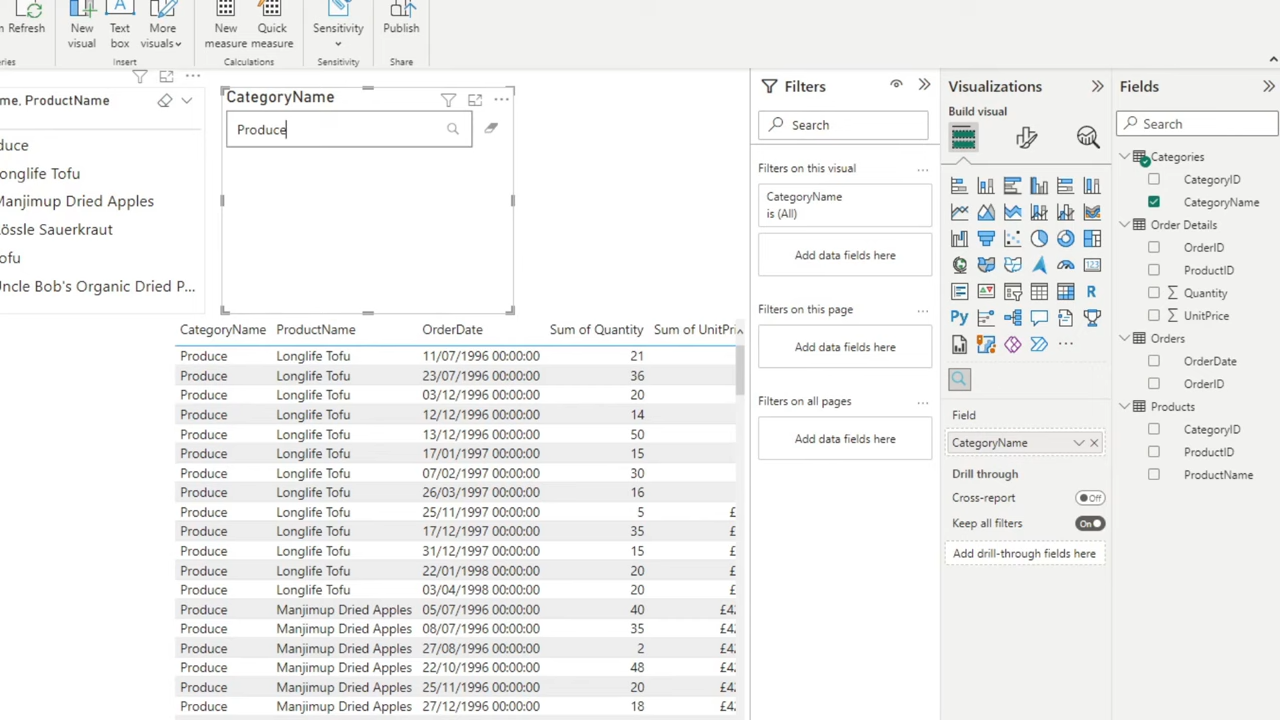 Refresh
New visual
Text box
More visuals
New measure
Quick measure
Sensitivity
Publish
Insert
Calculations
Sensitivity
Share
ProductName
Longlife Tofu
Manjimup Dried Apples
Uncle Bob's Organic Dried P...
CategoryName
Produce
CategoryName ProductName OrderDate Sum of Quantity Sum of
Produce Longlife Tofu 11/07/1996 00:00:00 21
Produce Longlife Tofu 23/07/1996 00:00:00 36
Produce Longlife Tofu 03/12/1996 00:00:00 20
Produce Longlife Tofu 12/12/1996 00:00:00 14
Produce Longlife Tofu 13/12/1996 00:00:00 50
Produce Longlife Tofu 17/01/1997 00:00:00 15
Produce Longlife Tofu 07/02/1997 00:00:00 30
Produce Longlife Tofu 26/03/1997 00:00:00 16
Produce Longlife Tofu 25/11/1997 00:00:00 5 £
Produce Longlife Tofu 17/12/1997 00:00:00 35 £
Produce Longlife Tofu 31/12/1997 00:00:00 15 £
Produce Longlife Tofu 22/01/1998 00:00:00 20 £
Produce Longlife Tofu 03/04/1998 00:00:00 20 £
Produce Manjimup Dried Apples 05/07/1996 00:00:00 40 £42
Produce Manjimup Dried Apples 08/07/1996 00:00:00 35 £42
Produce Manjimup Dried Apples 27/08/1996 00:00:00 2 £42
Produce Manjimup Dried Apples 22/10/1996 00:00:00 48 £42
Produce Manjimup Dried Apples 25/11/1996 00:00:00 20 £42
Produce Manjimup Dried Apples 27/12/1996 00:00:00 18 £42
Filters
Search
Filters on this visual ...
CategoryName
is (All)
Add data fields here
Filters on this page ...
Add data fields here
Filters on all pages ...
Add data fields here
Visualizations
Build visual
123
R
Py
Field
CategoryName
Drill through
Cross-report Off
Keep all filters On
Add drill-through fields here
Fields
Search
Categories
CategoryID
CategoryName
Order Details
OrderID
ProductID
Quantity
UnitPrice
Orders
OrderDate
OrderID
Products
CategoryID
ProductID
ProductName